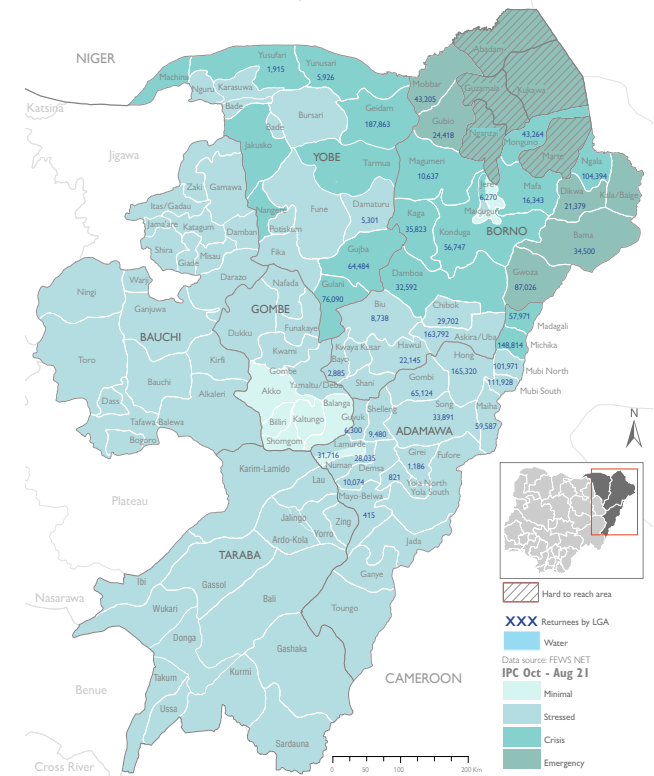 NIGER
Yusufari
1,915
Yunusari
5,926
Machina
Nguru
Karasuwa
Abadam
Mobbar
43,205
Guzamala
Kukawa
Katsina
Bade
Bursari
Geidam
187,863
Gubio
24,418
Bade
Nganzai
43,264
Monguno
Jakusko
Jigawa
YOBE
Tarmua
Magumeri
10,637
Marte
Ngala
104,394
Zaki
Gamawa
Jere
6,270
Mafa
16,343
Dikwa
21,379
Kala/Balge
Itas/Gadau
Nangere
Fune
Damaturu
5,301
Maiduguri
Jama'are
Katagum
Damban
Potiskum
Kaga
35,823
Konduga
56,747
BORNO
Bama
34,500
Shira
Misau
Giade
Fika
Gujba
64,484
Darazo
Nafada
Gulani
76,090
Damboa
32,592
Gwoza
87,026
Ningi
Warji
Ganjuwa
GOMBE
Biu
8,738
Chibok
29,702
57,971
Madagali
BAUCHI
Dukku
Funakaye
163,792
Askira/Uba
148,814
Michika
Toro
Kirfi
Kwami
Kwaya Kusar
Bayo
2,885
Hawul
22,145
Hong
165,320
101,971
Mubi North
Bauchi
Gombe
Akko
Yamaltu/Deba
Shani
Gombi
65,124
111,928
Mubi South
Dass
Alkaleri
Balanga
Shelleng
Song
33,891
Maiha
59,587
Tafawa-Balewa
Billiri
Kaltungo
Guyuk
6,300
9,480
ADAMAWA
Bogoro
Shomgom
Lamurde
31,716
28,035
Girei
1,186
Fufore
N
Karim-Lamido
Numan
Demsa
Lau
10,074
821
Yola North
Yola South
Mayo-Belwa
Plateau
Jalingo
Zing
415
Ardo-Kola
Yorro
Jada
TARABA
Ibi
Gassol
Ganye
Nasarawa
Wukari
Bali
Toungo
Hard to reach area
Donga
XXX Returnees by LGA
Gashaka
Water
Data source: FEWS NET
IPC Oct - Aug 21
Takum
Kurmi
CAMEROON
Benue
Minimal
Ussa
Stressed
Sardauna
Crisis
Cross River
0 50 100 200 Km
Emergency